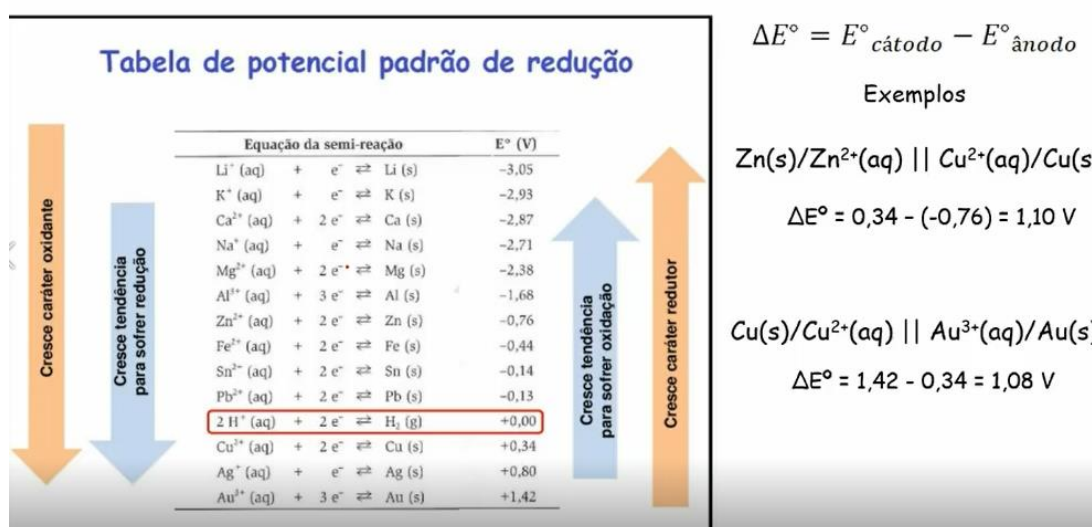 Tabela de potencial padrão de redução
Cresce caráter oxidante
Cresce tendência
para sofrer redução
Equação da semi-reação E° (V)
Li⁺ (aq) + e⁻ ⇄ Li (s) –3,05
K⁺ (aq) + e⁻ ⇄ K (s) –2,93
Ca²⁺ (aq) + 2 e⁻ ⇄ Ca (s) –2,87
Na⁺ (aq) + e⁻ ⇄ Na (s) –2,71
Mg²⁺ (aq) + 2 e⁻ ⇄ Mg (s) –2,38
Al³⁺ (aq) + 3 e⁻ ⇄ Al (s) –1,68
Zn²⁺ (aq) + 2 e⁻ ⇄ Zn (s) –0,76
Fe²⁺ (aq) + 2 e⁻ ⇄ Fe (s) –0,44
Sn²⁺ (aq) + 2 e⁻ ⇄ Sn (s) –0,14
Pb²⁺ (aq) + 2 e⁻ ⇄ Pb (s) –0,13
2 H⁺ (aq) + 2 e⁻ ⇄ H₂ (g) +0,00
Cu²⁺ (aq) + 2 e⁻ ⇄ Cu (s) +0,34
Ag⁺ (aq) + e⁻ ⇄ Ag (s) +0,80
Au³⁺ (aq) + 3 e⁻ ⇄ Au (s) +1,42
Cresce tendência
para sofrer oxidação
Cresce caráter redutor
ΔE° = E°cátodo − E°ânodo
Exemplos
Zn(s)/Zn²⁺(aq) || Cu²⁺(aq)/Cu(s
ΔEº = 0,34 - (-0,76) = 1,10 V
Cu(s)/Cu²⁺(aq) || Au³⁺(aq)/Au(s)
ΔEº = 1,42 - 0,34 = 1,08 V